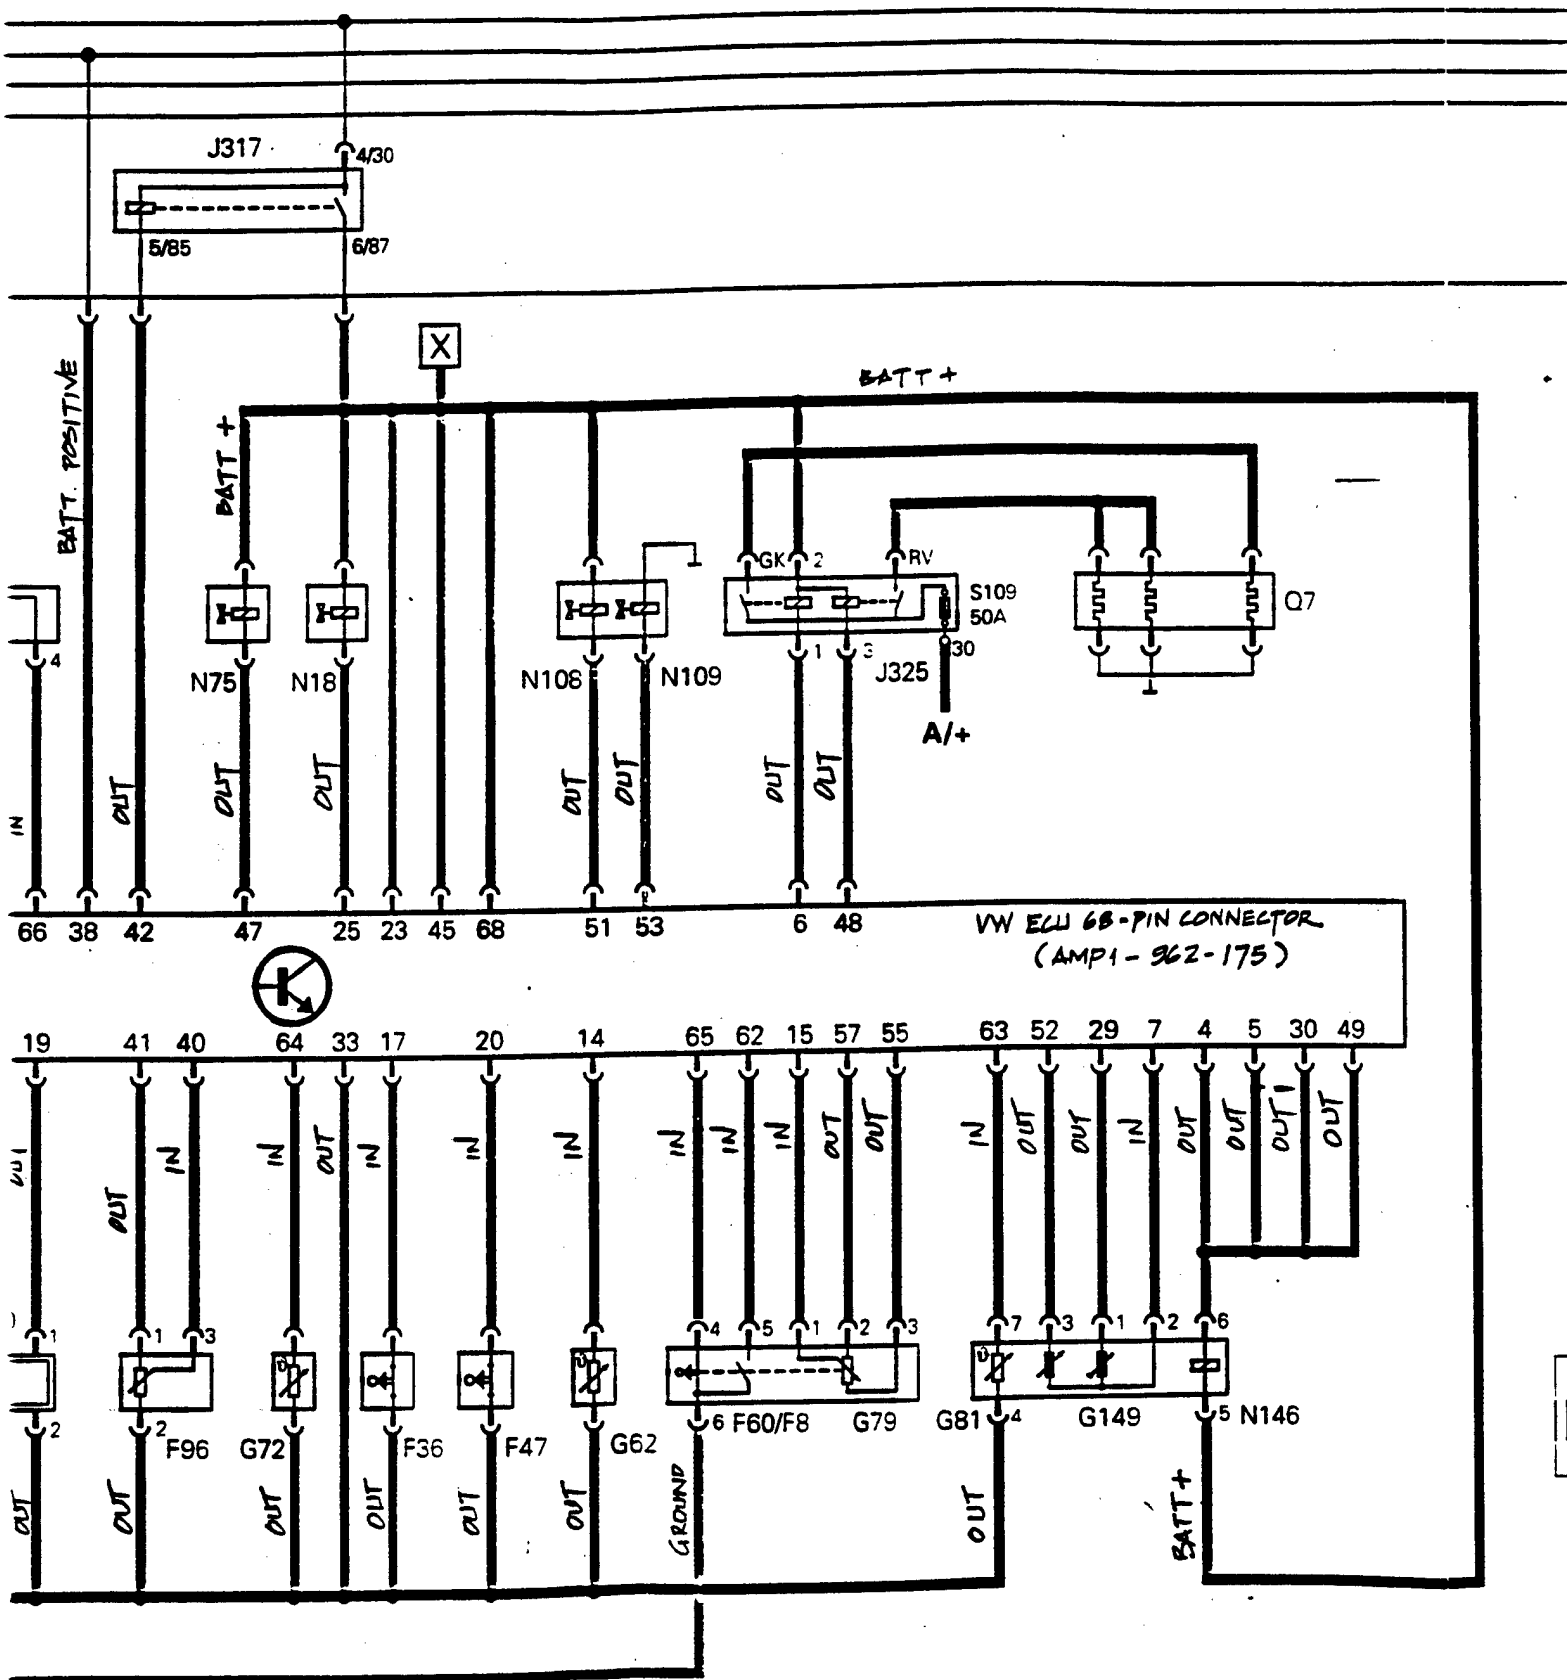 J317
4/30
5/85
6/87
X
BATT. POSITIVE
BATT +
BATT +
GK
2
RV
S109
50A
Q7
4
30
1
3
J325
N75
N18
N108
N109
A/+
IN
OUT
OUT
OUT
OUT
OUT
OUT
OUT
66 38 42 47 25 23 45 68 51 53 6 48
VW ECU 68-PIN CONNECTOR
(AMP1-962-175)
19 41 40 64 33 17 20 14 65 62 15 57 55 63 52 29 7 4 5 30 49
OUT
IN
IN
OUT
IN
IN
IN
IN
IN
IN
OUT
OUT
IN
OUT
OUT
IN
OUT
OUT
OUT
OUT
1 1 3 4 5 1 2 3 7 3 1 2 6
2 2 F96 G72 F36 F47 G62 6 F60/F8 G79 G81 4 G149 5 N146
OUT
OUT
OUT
OUT
OUT
OUT
GROUND
OUT
BATT +